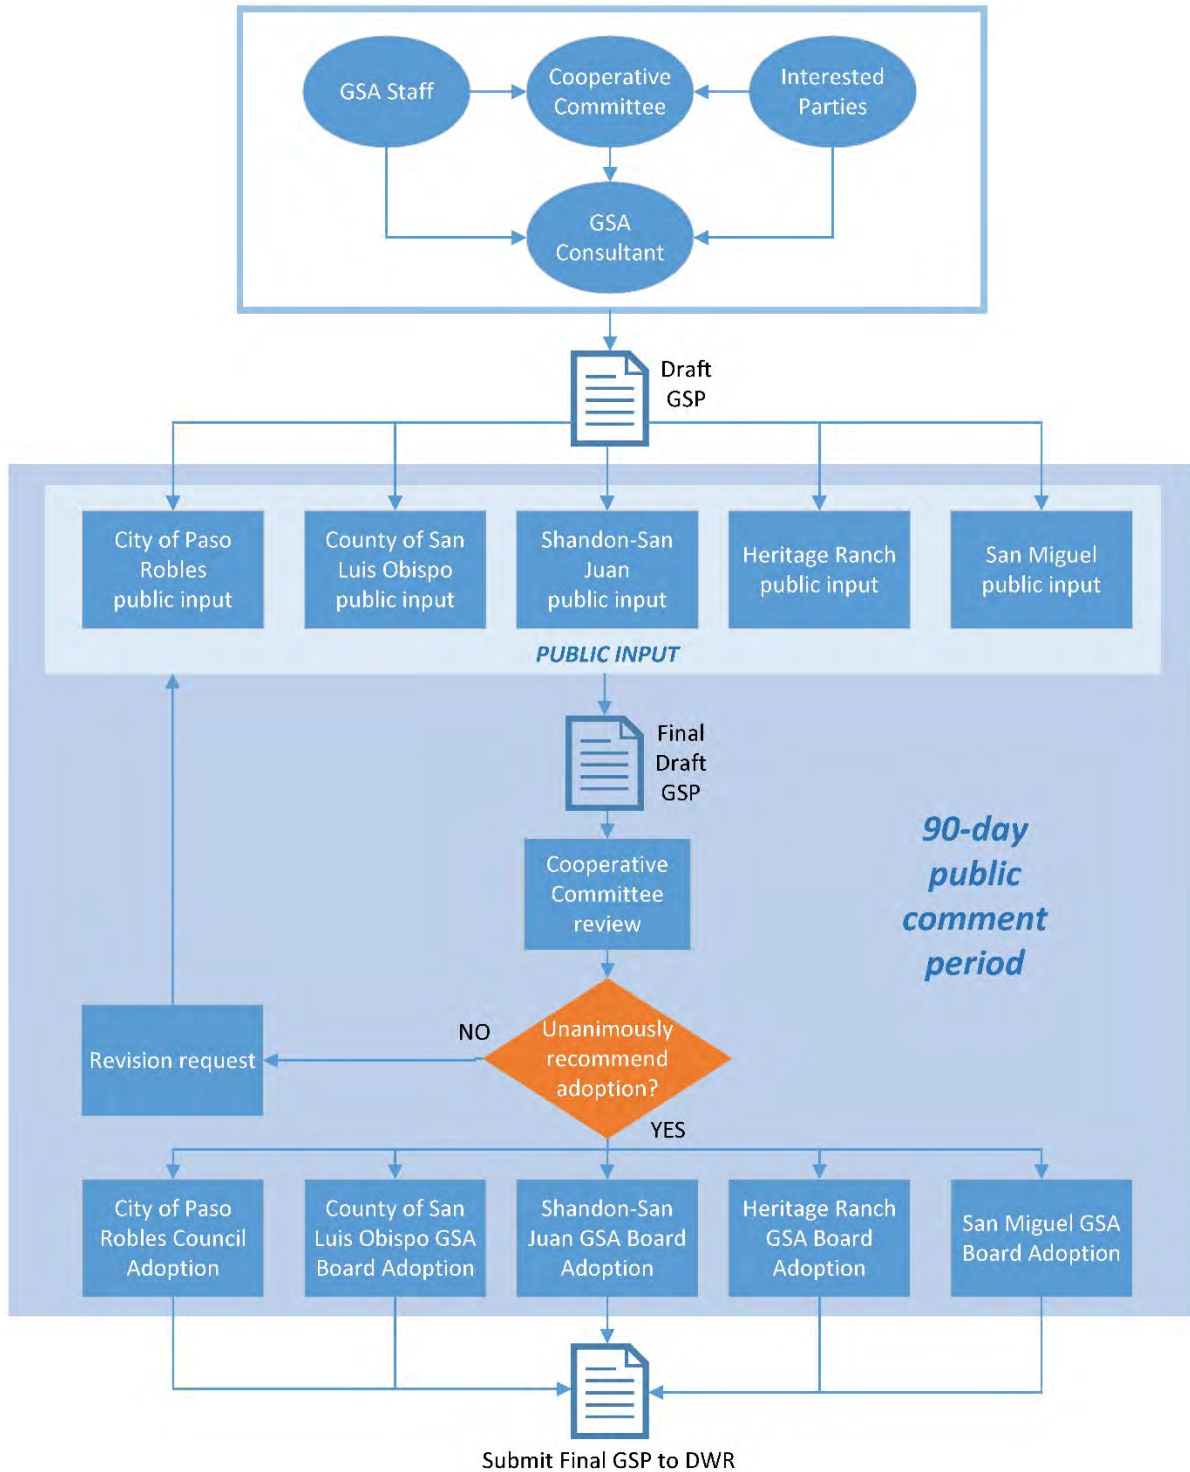 GSA Staff
Cooperative
Committee
Interested
Parties
GSA
Consultant
Draft
GSP
City of Paso
Robles
public input
County of San
Luis Obispo
public input
Shandon-San
Juan
public input
Heritage Ranch
public input
San Miguel
public input
PUBLIC INPUT
Final
Draft
GSP
Cooperative
Committee
review
90-day
public
comment
period
Unanimously
recommend
adoption?
NO
Revision request
YES
City of Paso
Robles Council
Adoption
County of San
Luis Obispo GSA
Board Adoption
Shandon-San
Juan GSA Board
Adoption
Heritage Ranch
GSA Board
Adoption
San Miguel GSA
Board Adoption
Submit Final GSP to DWR